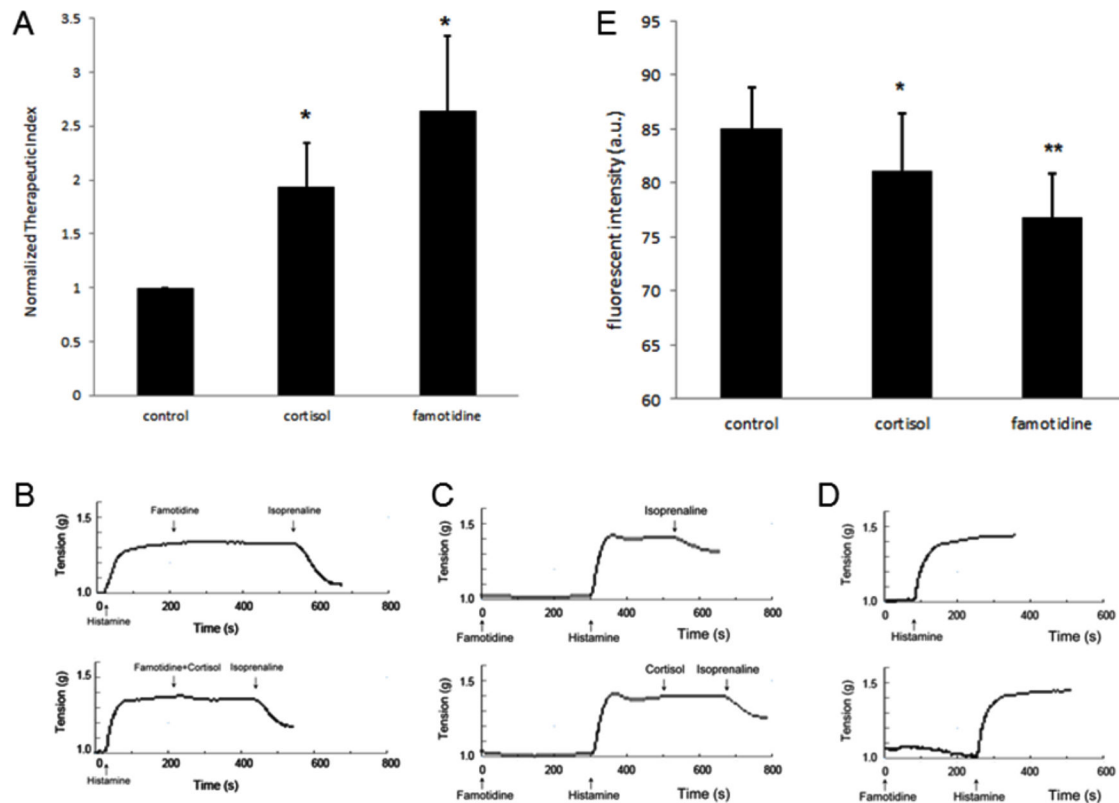 A
Normalized Therapeutic Index
3.5
3
2.5
2
1.5
1
0.5
0
*
*
control
cortisol
famotidine
E
fluorescent intensity (a.u.)
95
90
85
80
75
70
65
60
*
**
control
cortisol
famotidine
B
Tension (g)
1.5
1.0
Famotidine
Isoprenaline
0
200
400
600
800
Histamine
Time (s)
Tension (g)
1.5
1.0
Famotidine+Cortisol
Isoprenaline
0
200
400
600
800
Histamine
Time (s)
C
Tension (g)
1.5
1.0
Isoprenaline
0
200
400
600
800
Famotidine
Histamine
Time (s)
Tension (g)
1.5
1.0
Cortisol
Isoprenaline
0
200
400
600
800
Famotidine
Histamine
Time (s)
D
Tension (g)
1.5
1.0
0
200
400
600
Histamine
Time (s)
Tension (g)
1.5
1.0
0
200
400
600
Famotidine
Histamine
Time (s)